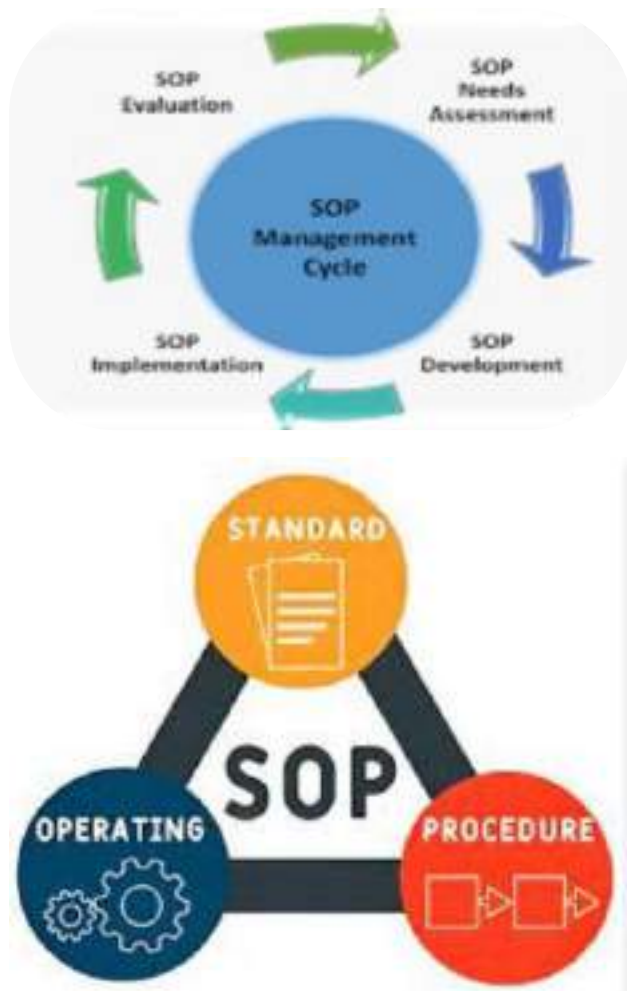 SOP
Evaluation
SOP
Needs
Assessment
SOP
Management
Cycle
SOP
Implementation
SOP
Development
STANDARD
SOP
OPERATING
PROCEDURE